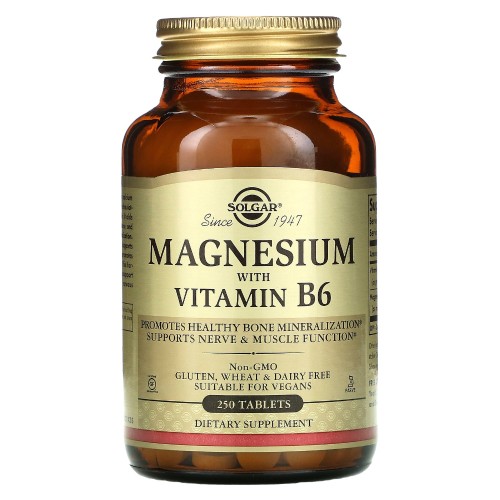 SOLGAR®
Since 1947
MAGNESIUM
WITH
VITAMIN B6
PROMOTES HEALTHY BONE MINERALIZATION*
SUPPORTS NERVE & MUSCLE FUNCTION*
Non-GMO
GLUTEN, WHEAT & DAIRY FREE
SUITABLE FOR VEGANS
250 TABLETS
DIETARY SUPPLEMENT